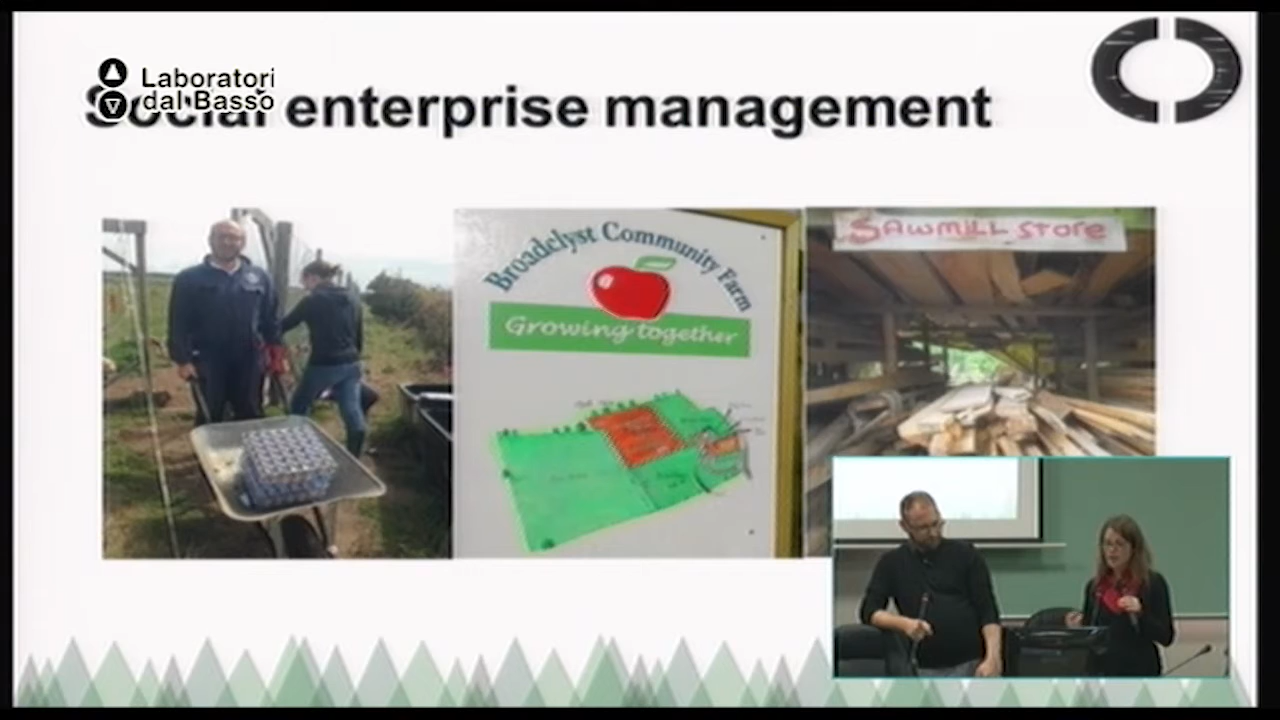 Laboratori
dal Basso
Social enterprise management
Broadclyst Community Farm
Growing together
SAWMILL STORE